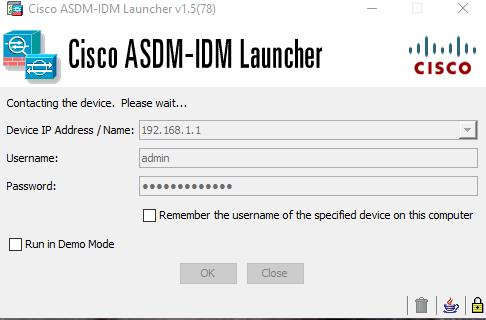 Cisco ASDM-IDM Launcher v1.5(78)
Cisco ASDM-IDM Launcher
CISCO
Contacting the device. Please wait...
Device IP Address / Name: 192.168.1.1
Username: admin
Password: •••••••••••••
Remember the username of the specified device on this computer
Run in Demo Mode
OK Close